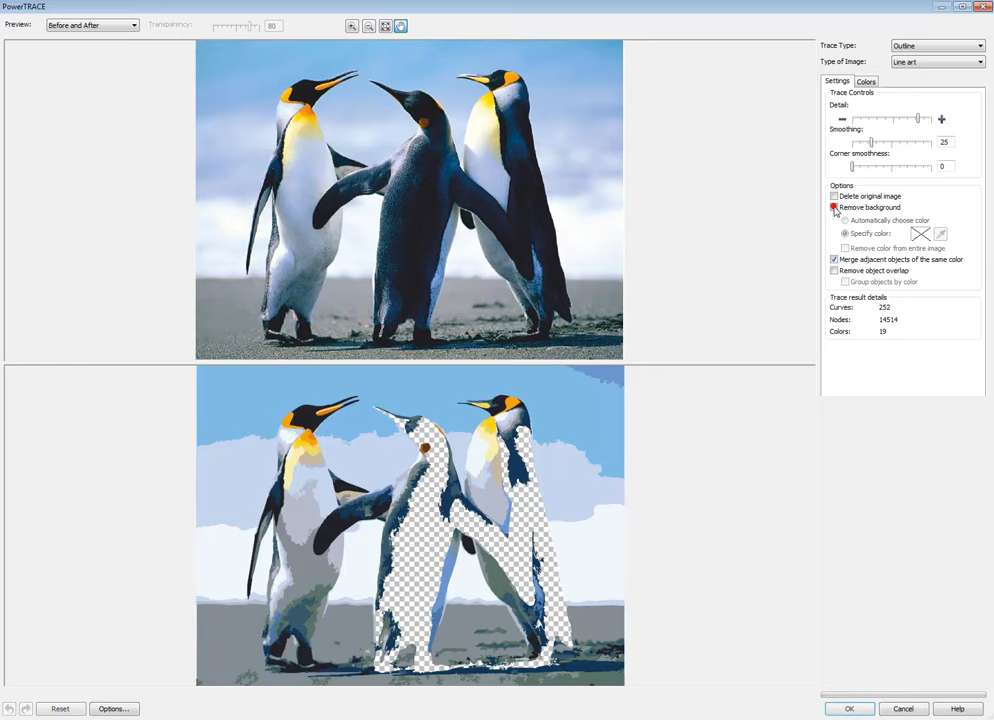 PowerTRACE
Preview: Before and After Transparency: 80
Trace Type: Outline
Type of Image: Line art
Settings Colors
Trace Controls
Detail:
Smoothing:
25
Corner smoothness:
0
Options
Delete original image
Remove background
Automatically choose color
Specify color:
Remove color from entire image
Merge adjacent objects of the same color
Remove object overlap
Group objects by color
Trace result details
Curves: 252
Nodes: 14514
Colors: 19
Reset Options... OK Cancel Help